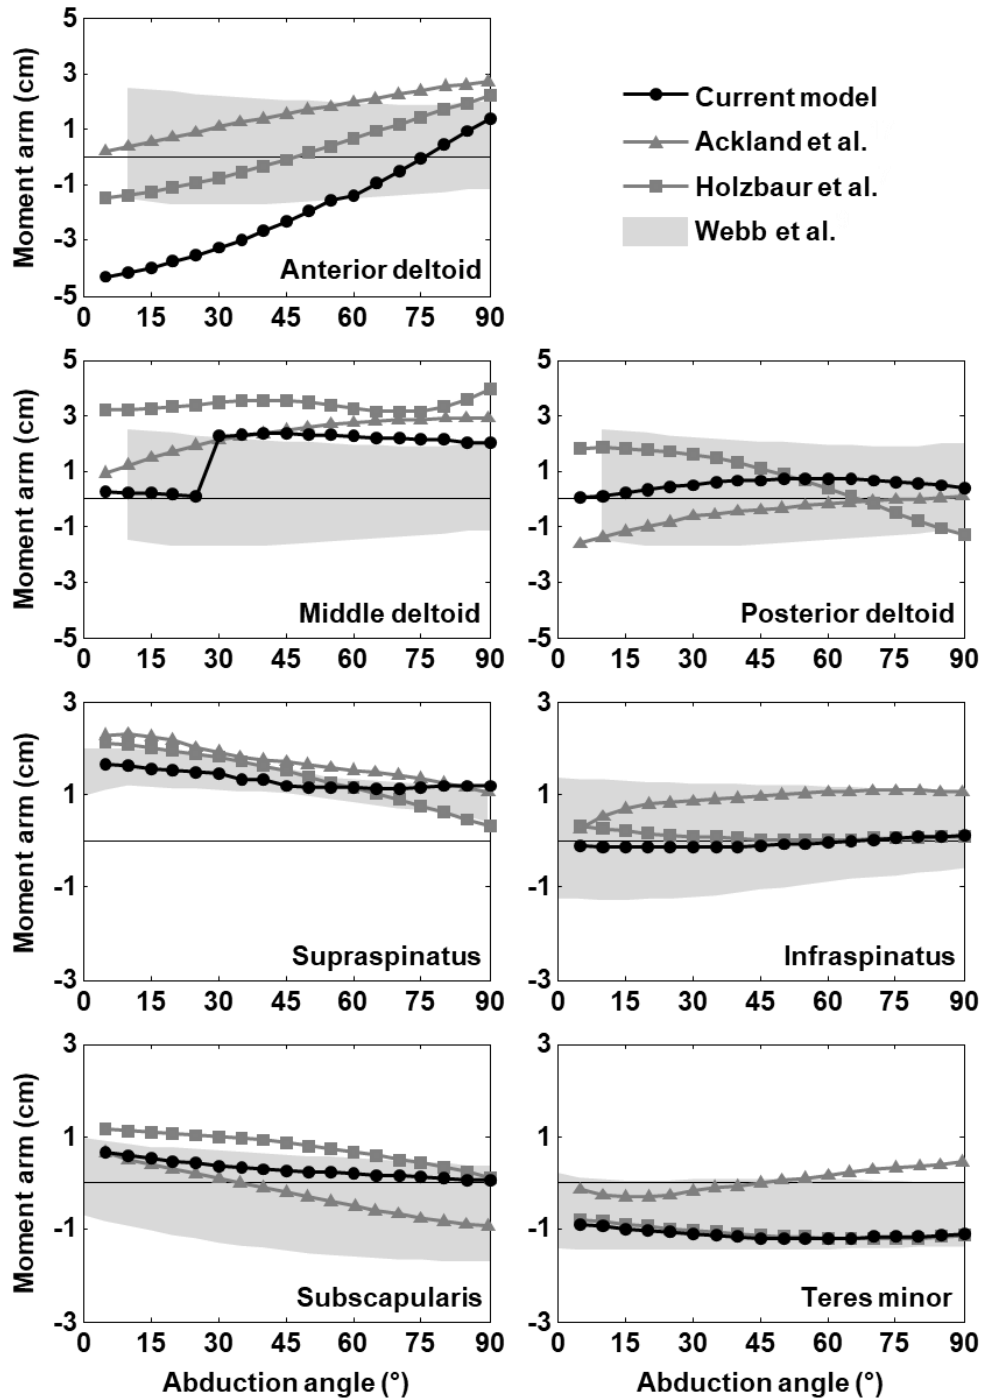 Moment arm (cm)
5
3
1
-1
-3
-5
0 15 30 45 60 75 90
Anterior deltoid
Current model
Ackland et al.
Holzbaur et al.
Webb et al.
Moment arm (cm)
5
3
1
-1
-3
-5
0 15 30 45 60 75 90
Middle deltoid
5
3
1
-1
-3
-5
0 15 30 45 60 75 90
Posterior deltoid
Moment arm (cm)
3
1
-1
-3
0 15 30 45 60 75 90
Supraspinatus
3
1
-1
-3
0 15 30 45 60 75 90
Infraspinatus
Moment arm (cm)
3
1
-1
-3
0 15 30 45 60 75 90
Subscapularis
Abduction angle (°)
3
1
-1
-3
0 15 30 45 60 75 90
Teres minor
Abduction angle (°)